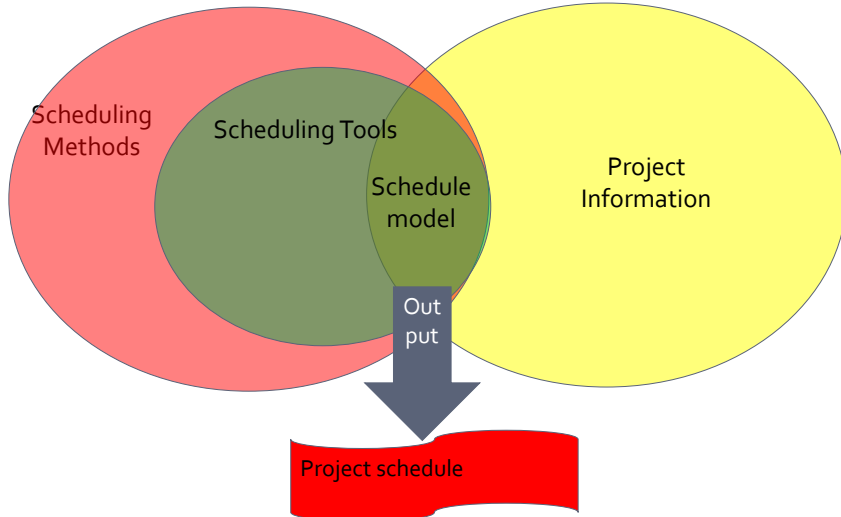 Scheduling
Methods
Scheduling Tools
Schedule
model
Project
Information
Out
put
Project schedule